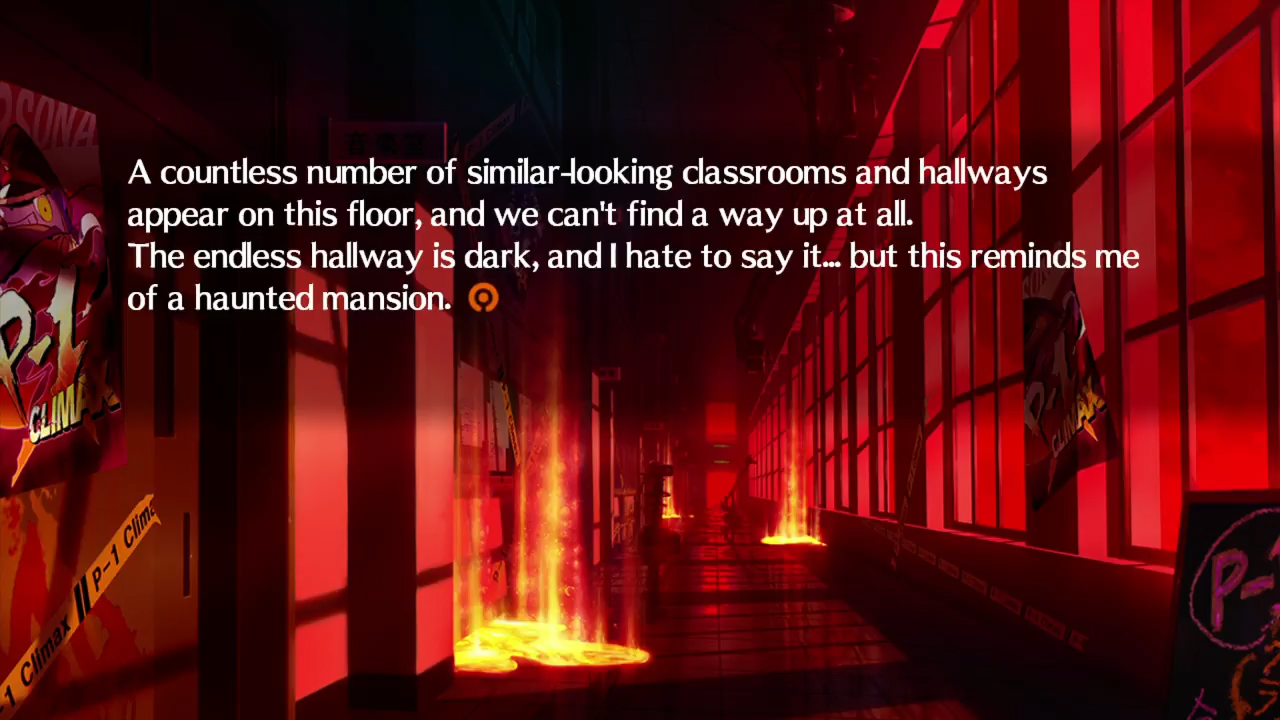 A countless number of similar-looking classrooms and hallways
appear on this floor, and we can't find a way up at all.
The endless hallway is dark, and I hate to say it... but this reminds me
of a haunted mansion.
PERSONA
P-1
CLIMAX
P-1 Climax
-1 Climax
P-1
CLIMAX
P-